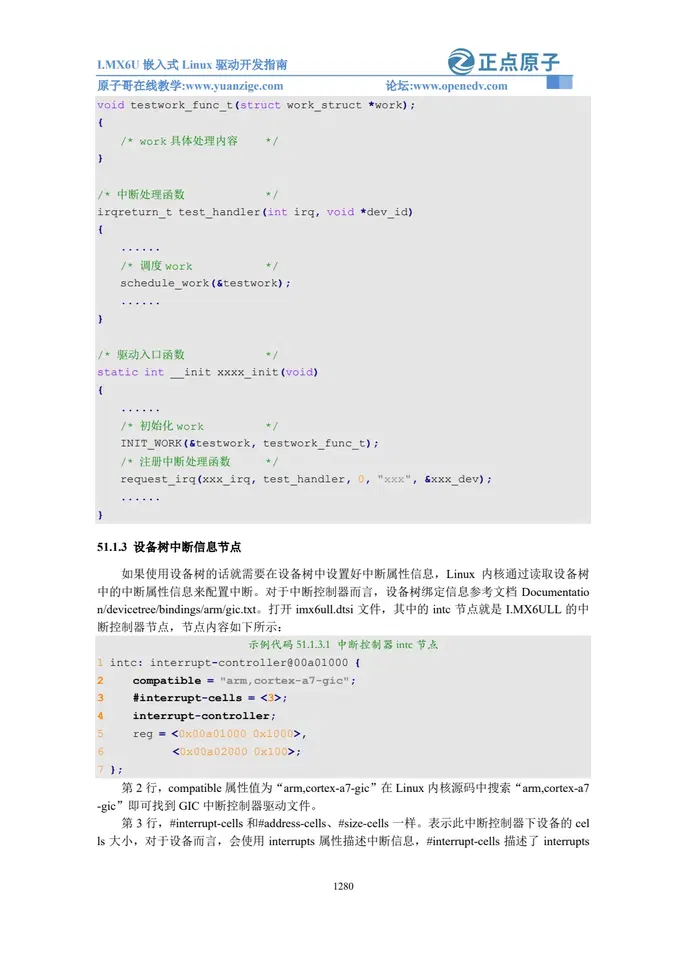 I.MX6U 嵌入式 Linux 驱动开发指南
正点原子
原子哥在线教学:www.yuanzige.com 论坛:www.openedv.com
void testwork_func_t(struct work_struct *work);
{
/* work 具体处理内容 */
}
/* 中断处理函数 */
irqreturn_t test_handler(int irq, void *dev_id)
{
......
/* 调度 work */
schedule_work(&testwork);
......
}
/* 驱动入口函数 */
static int __init xxxx_init(void)
{
......
/* 初始化 work */
INIT_WORK(&testwork, testwork_func_t);
/* 注册中断处理函数 */
request_irq(xxx_irq, test_handler, 0, "xxx", &xxx_dev);
......
}
51.1.3 设备树中断信息节点
如果使用设备树的话就需要在设备树中设置好中断属性信息，Linux 内核通过读取设备树
中的中断属性信息来配置中断。对于中断控制器而言，设备树绑定信息参考文档 Documentatio
n/devicetree/bindings/arm/gic.txt。打开 imx6ull.dtsi 文件，其中的 intc 节点就是 I.MX6ULL 的中
断控制器节点，节点内容如下所示：
示例代码 51.1.3.1 中断控制器 intc 节点
1 intc: interrupt-controller@00a01000 {
2 compatible = "arm,cortex-a7-gic";
3 #interrupt-cells = <3>;
4 interrupt-controller;
5 reg = <0x00a01000 0x1000>,
6 <0x00a02000 0x100>;
7 };
第 2 行，compatible 属性值为“arm,cortex-a7-gic”在 Linux 内核源码中搜索“arm,cortex-a7
-gic”即可找到 GIC 中断控制器驱动文件。
第 3 行，#interrupt-cells 和#address-cells、#size-cells 一样。表示此中断控制器下设备的 cel
ls 大小，对于设备而言，会使用 interrupts 属性描述中断信息，#interrupt-cells 描述了 interrupts
1280